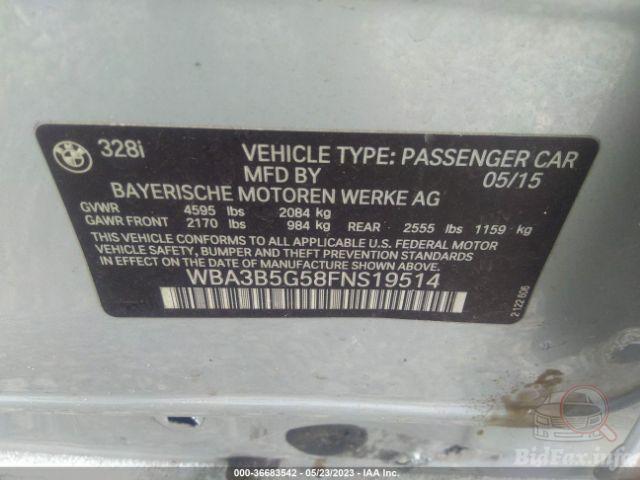 BMW 328i VEHICLE TYPE: PASSENGER CAR
MFD BY 05/15
BAYERISCHE MOTOREN WERKE AG
GVWR 4595 lbs 2084 kg
GAWR FRONT 2170 lbs 984 kg REAR 2555 lbs 1159 kg
THIS VEHICLE CONFORMS TO ALL APPLICABLE U.S. FEDERAL MOTOR
VEHICLE SAFETY, BUMPER AND THEFT PREVENTION STANDARDS IN
EFFECT ON THE DATE OF MANUFACTURE SHOWN ABOVE.
WBA3B5G58FNS19514
2 122 606
BidFax.info
000-36683542 - 05/23/2023 - IAA Inc.